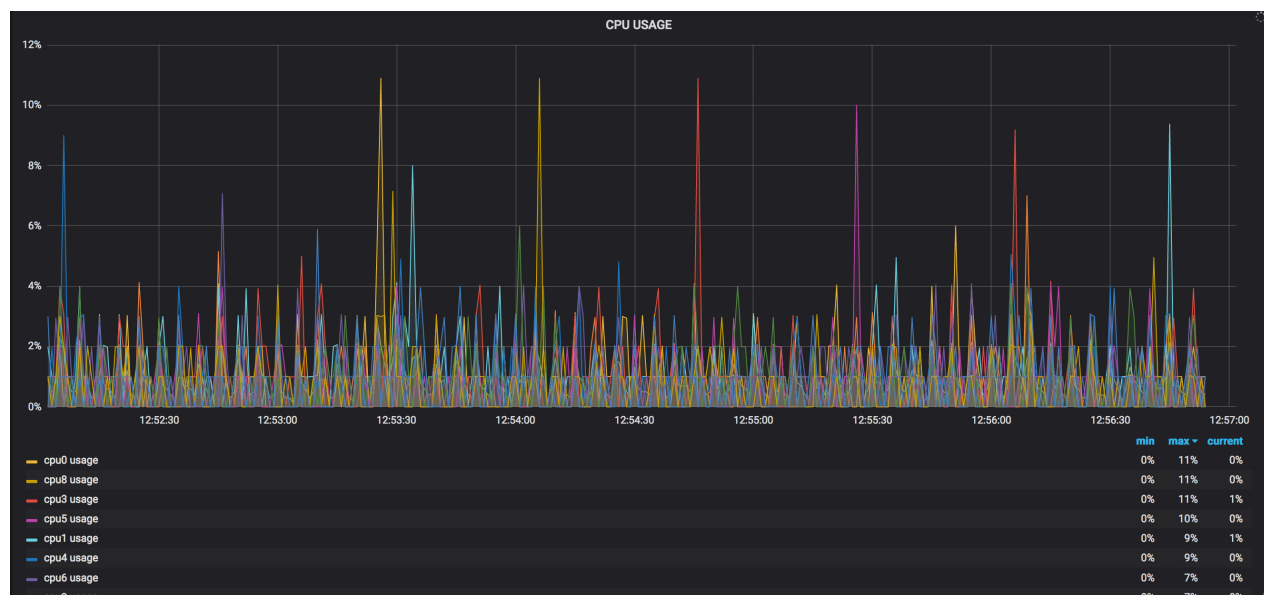 CPU USAGE
12%
10%
8%
6%
4%
2%
0%
12:52:30 12:53:00 12:53:30 12:54:00 12:54:30 12:55:00 12:55:30 12:56:00 12:56:30 12:57:00
min max current
cpu0 usage 0% 11% 0%
cpu8 usage 0% 11% 0%
cpu3 usage 0% 11% 1%
cpu5 usage 0% 10% 0%
cpu1 usage 0% 9% 1%
cpu4 usage 0% 9% 0%
cpu6 usage 0% 7% 0%